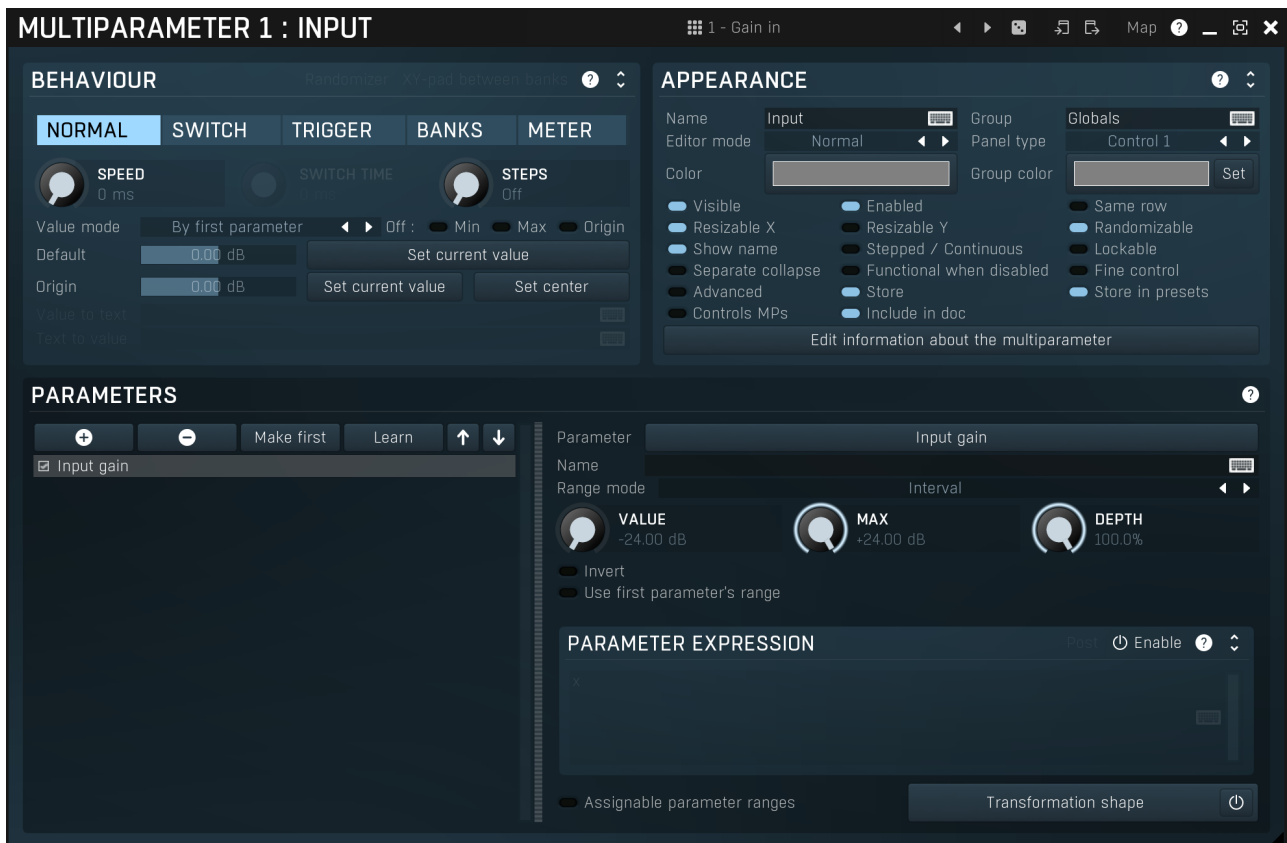 MULTIPARAMETER 1 : INPUT
1 - Gain in
Map
BEHAVIOUR
Randomizer XY-pad between banks
NORMAL SWITCH TRIGGER BANKS METER
SPEED
0 ms
SWITCH TIME
STEPS
Off
Value mode By first parameter Off : Min Max Origin
Default 0.00 dB Set current value
Origin 0.00 dB Set current value Set center
Value to text
Text to value
APPEARANCE
Name Input Group Globals
Editor mode Normal Panel type Control 1
Color Group color Set
Visible Enabled Same row
Resizable X Resizable Y Randomizable
Show name Stepped / Continuous Lockable
Separate collapse Functional when disabled Fine control
Advanced Store Store in presets
Controls MPs Include in doc
Edit information about the multiparameter
PARAMETERS
Make first Learn
Input gain
Parameter Input gain
Name
Range mode Interval
VALUE
-24.00 dB
MAX
+24.00 dB
DEPTH
100.0%
Invert
Use first parameter's range
PARAMETER EXPRESSION Post Enable
x
Assignable parameter ranges Transformation shape